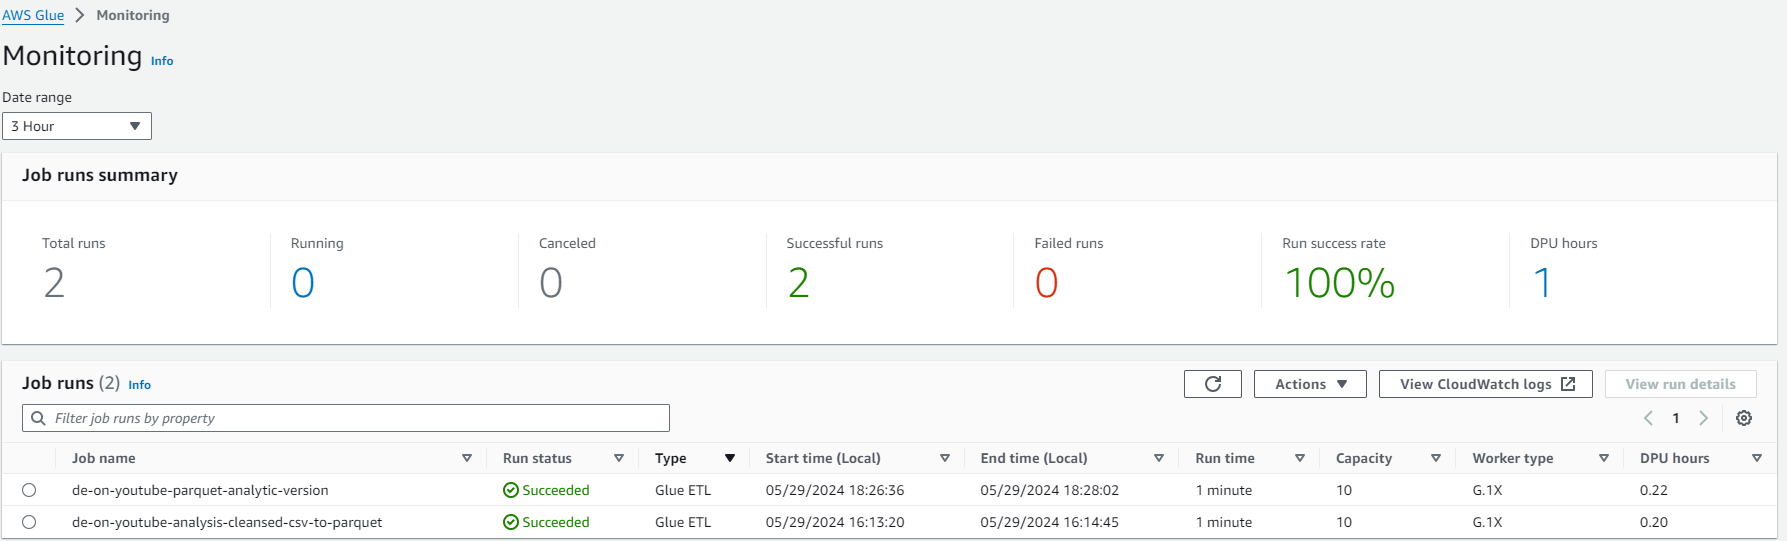 AWS Glue > Monitoring
Monitoring Info
Date range
3 Hour
Job runs summary
Total runs Running Canceled Successful runs Failed runs Run success rate DPU hours
2 0 0 2 0 100% 1
Job runs (2) Info Actions View CloudWatch logs View run details
Filter job runs by property 1
Job name Run status Type Start time (Local) End time (Local) Run time Capacity Worker type DPU hours
de-on-youtube-parquet-analytic-version Succeeded Glue ETL 05/29/2024 18:26:36 05/29/2024 18:28:02 1 minute 10 G.1X 0.22
de-on-youtube-analysis-cleansed-csv-to-parquet Succeeded Glue ETL 05/29/2024 16:13:20 05/29/2024 16:14:45 1 minute 10 G.1X 0.20